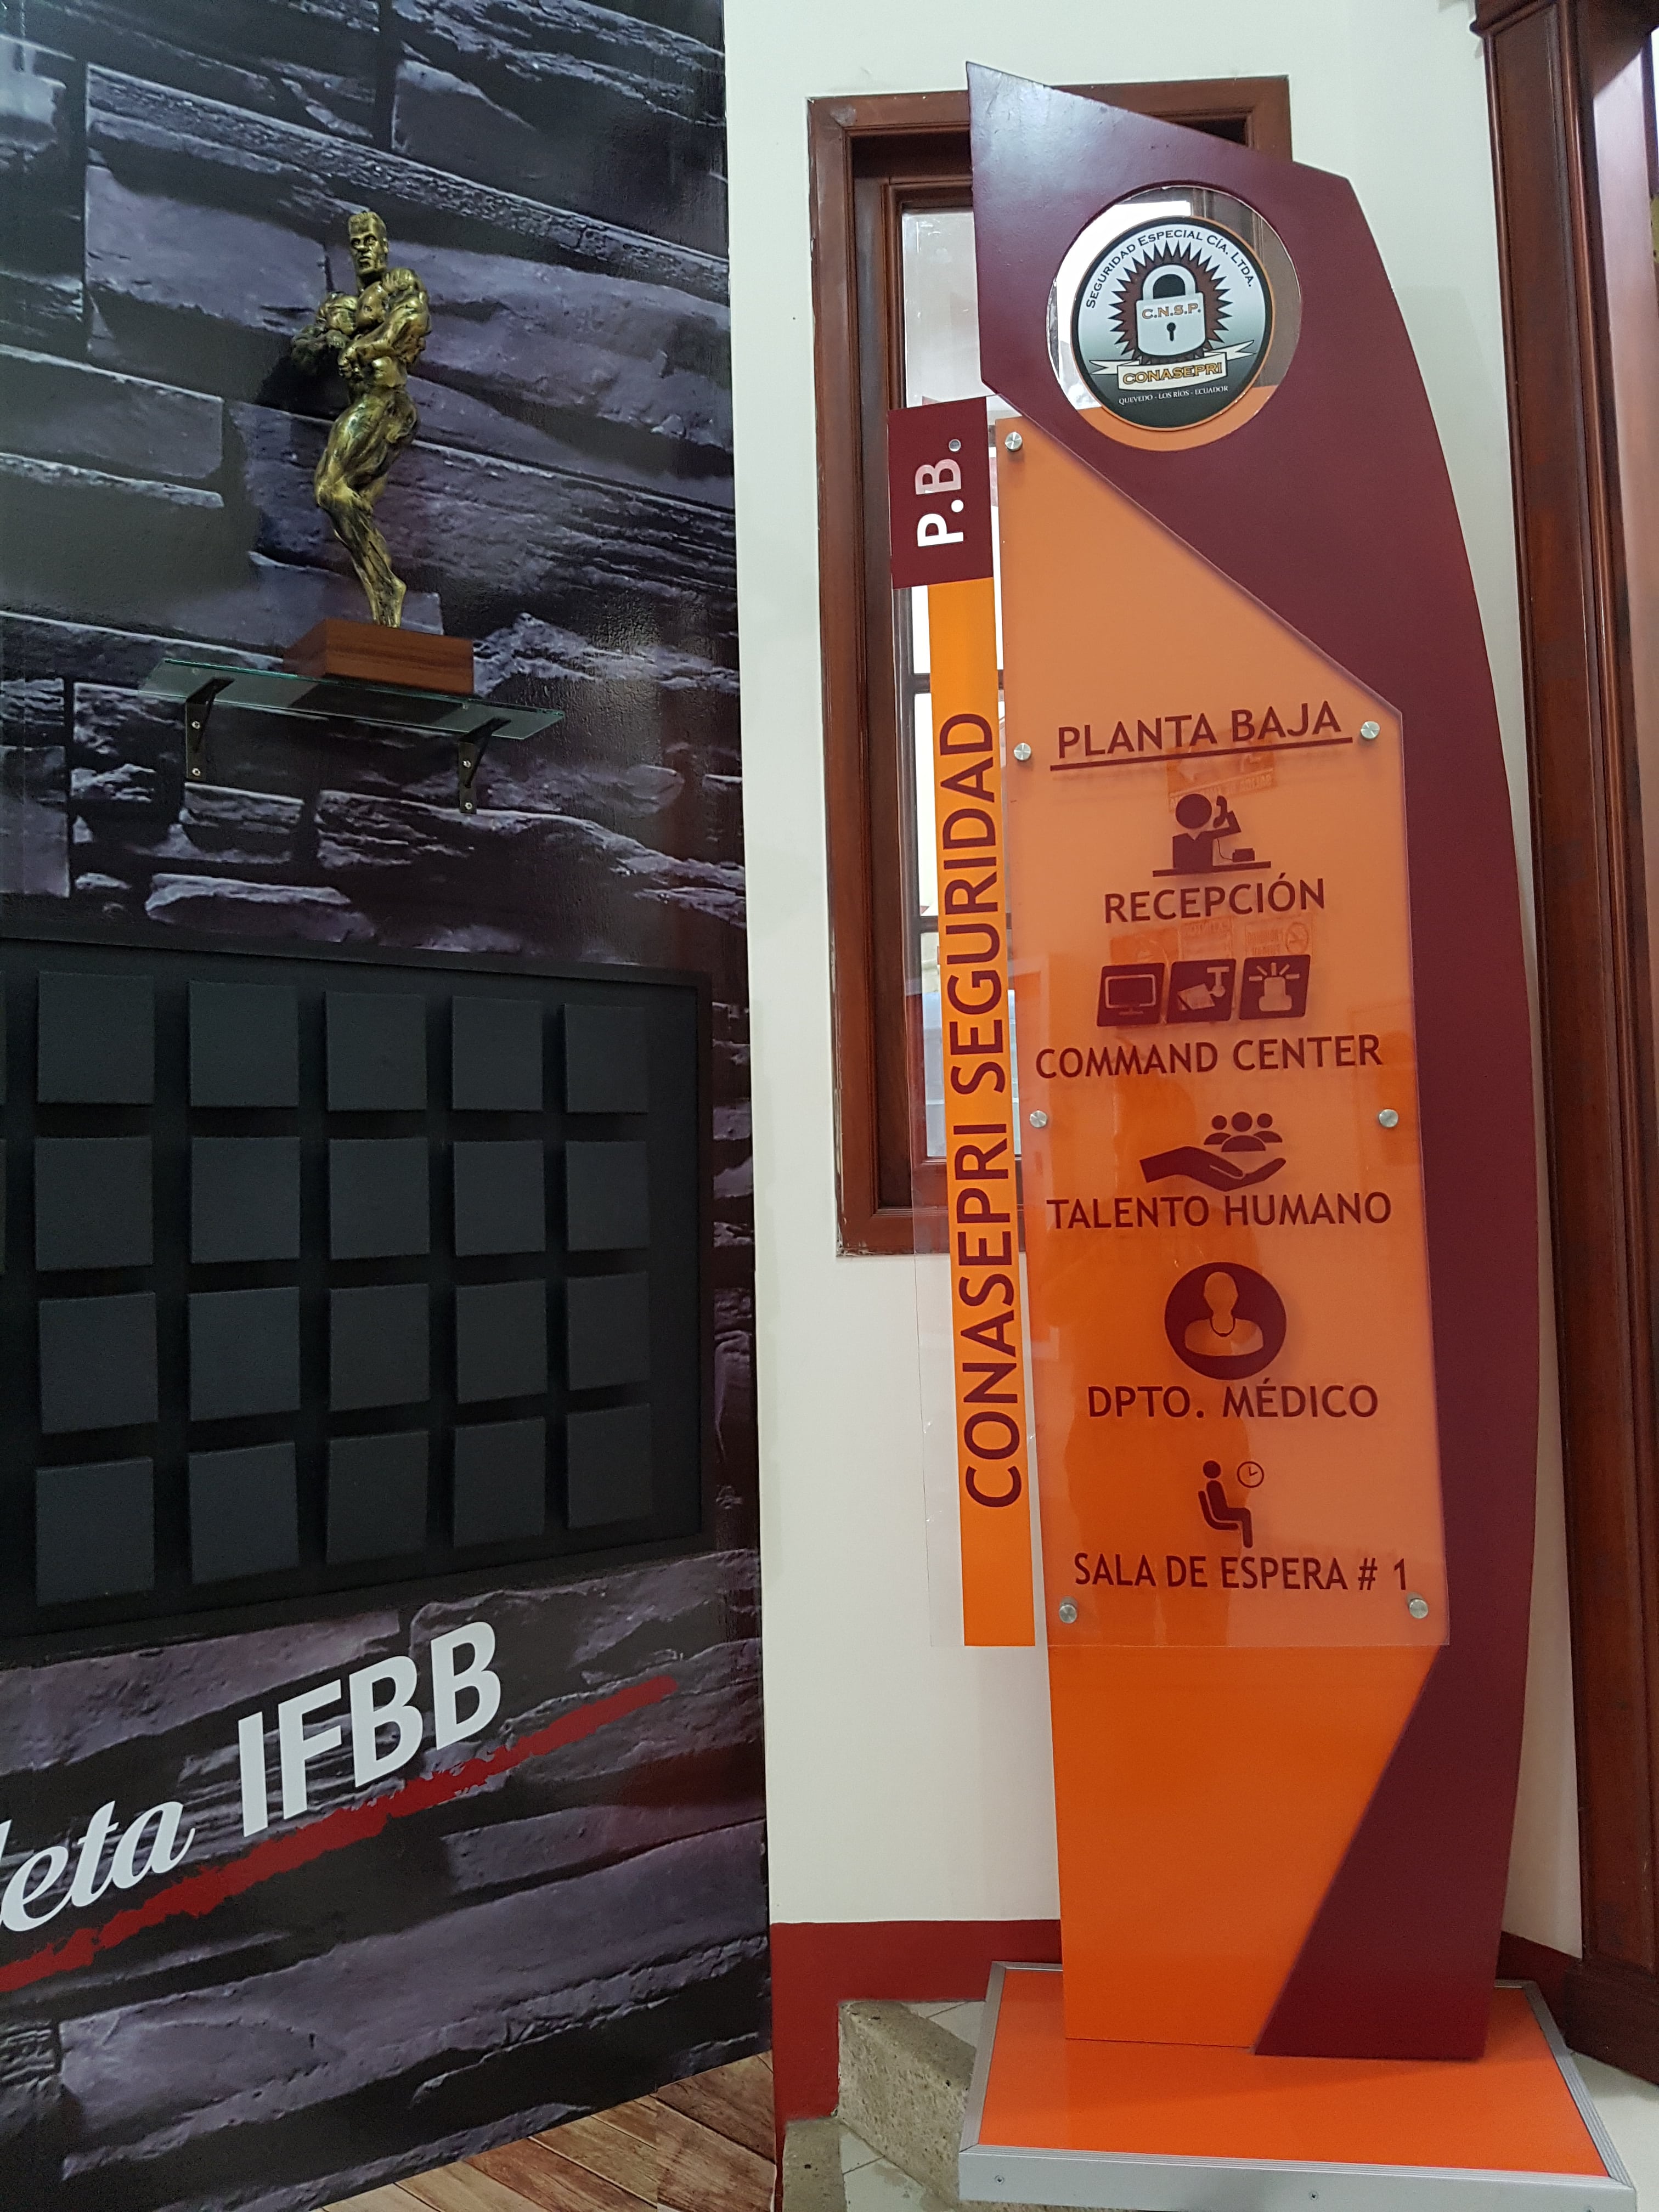 SEGURIDAD ESPECIAL CÍA. LTDA.
C.N.S.P.
CONASEPRI
QUEVEDO - LOS RÍOS - ECUADOR
P.B.
CONASEPRI SEGURIDAD
PLANTA BAJA
RECEPCIÓN
COMMAND CENTER
TALENTO HUMANO
DPTO. MÉDICO
SALA DE ESPERA # 1
leta IFBB